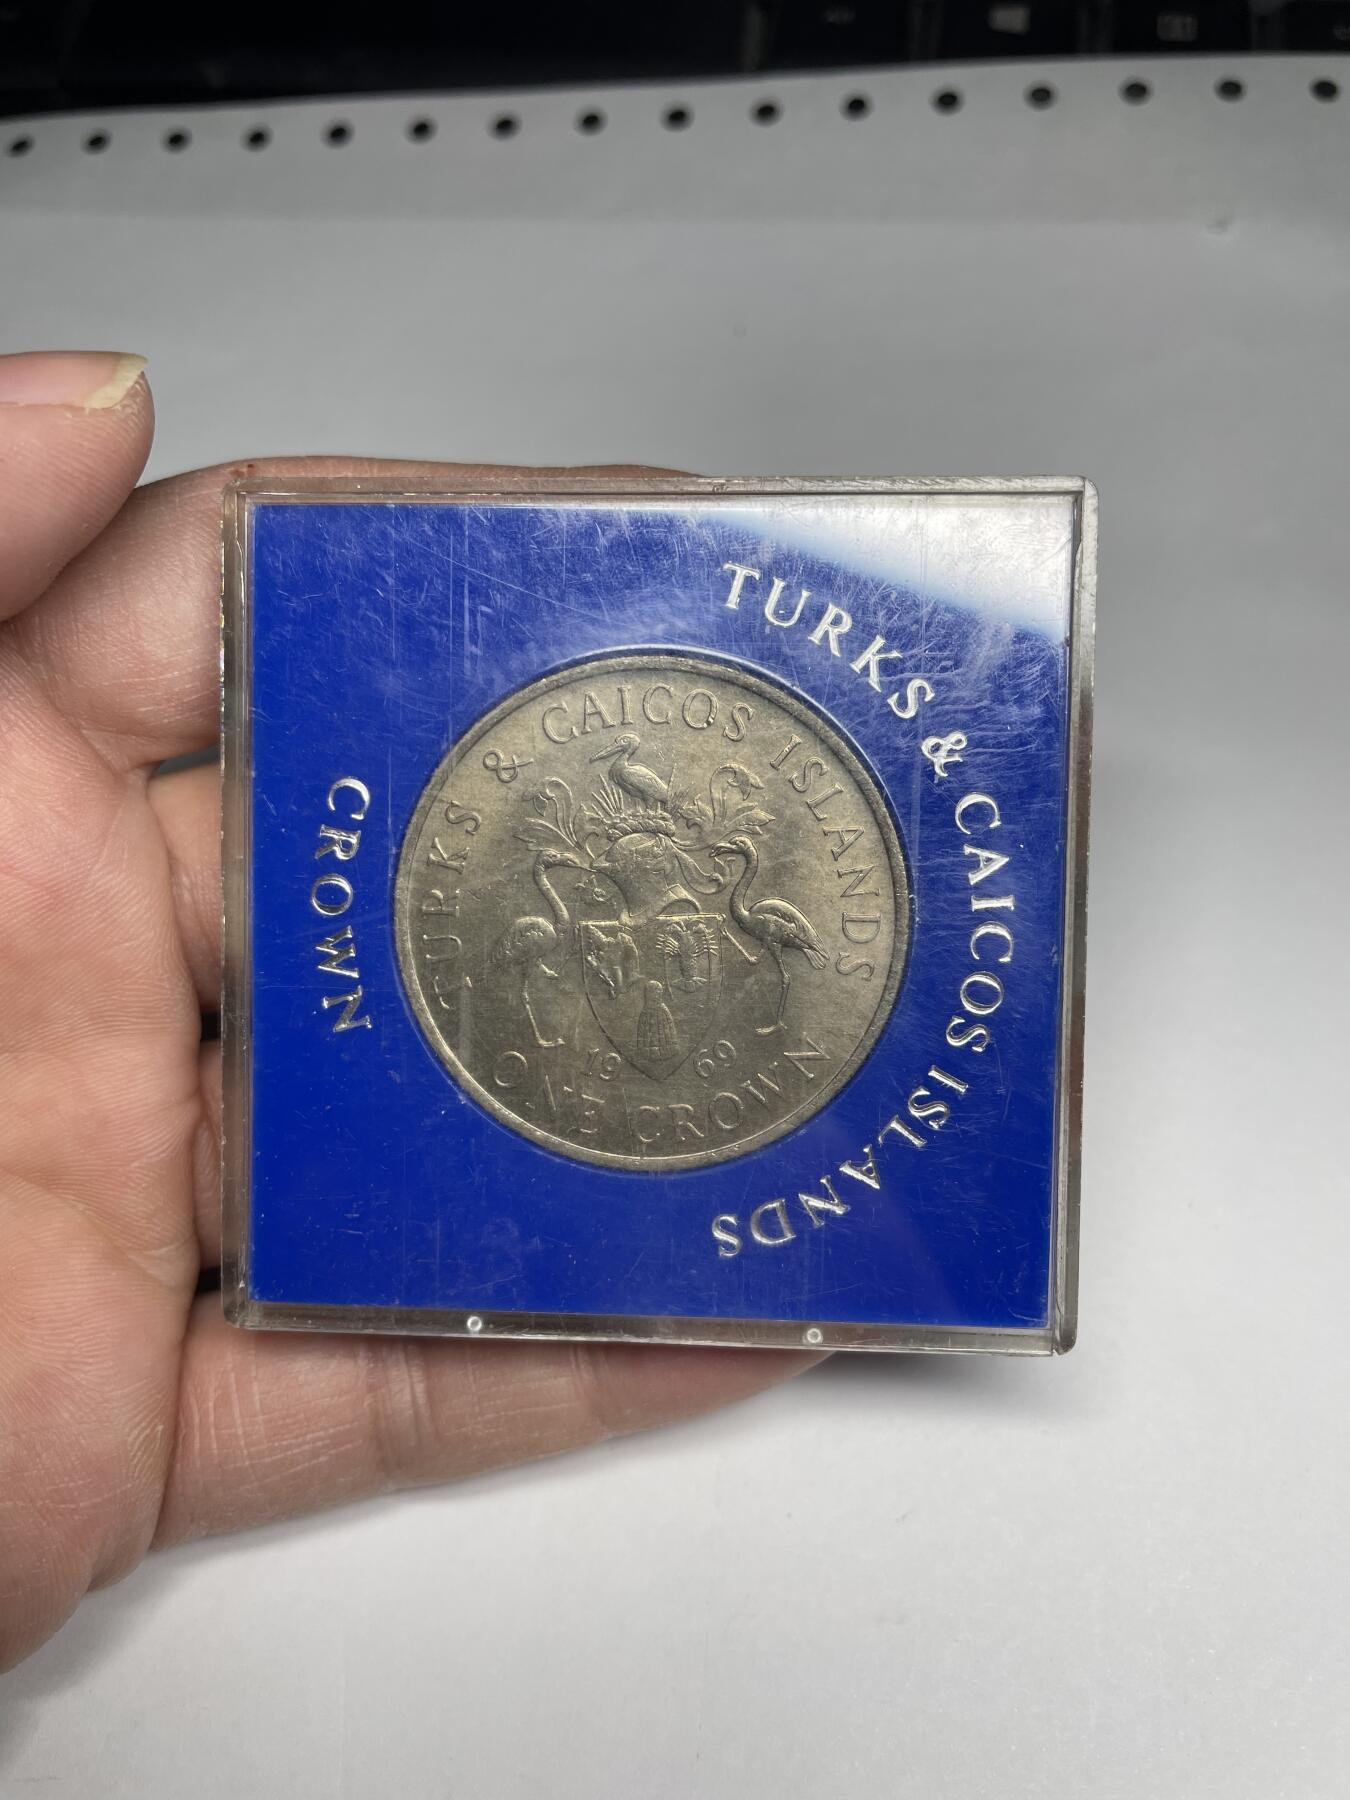 TURKS & CAICOS ISLANDS
CROWN
TURKS & CAICOS ISLANDS
19 69
ONE CROWN